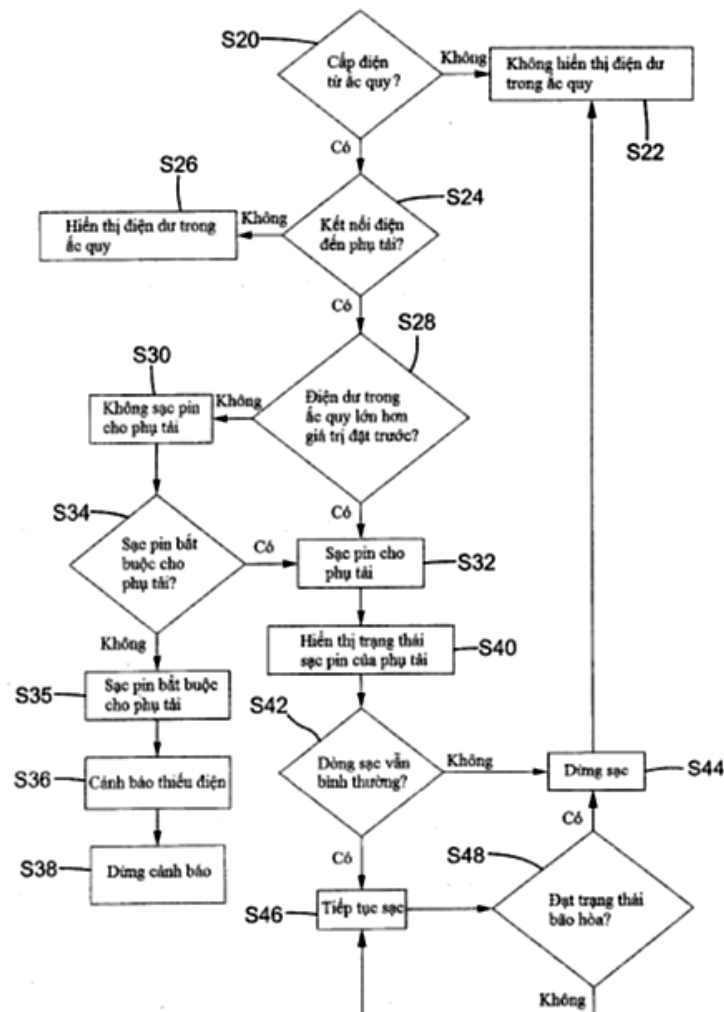 S20
Cấp điện
từ ắc quy?
Không
Không hiển thị điện dư
trong ắc quy
S22
Có
S26
S24
Hiển thị điện dư trong
ắc quy
Không
Kết nối điện
đến phụ tải?
Có
S28
S30
Không sạc pin
cho phụ tải
Không
Điện dư trong
ắc quy lớn hơn
giá trị đặt trước?
S34
Có
Sạc pin bắt
buộc cho
phụ tải?
Có
Sạc pin cho
phụ tải
S32
Không
Hiển thị trạng thái
sạc pin của phụ tải
S40
S35
Sạc pin bắt buộc
cho phụ tải
S42
Dòng sạc vẫn
bình thường?
Không
Dừng sạc
S44
S36
Cảnh báo thiếu điện
Có
Có
S48
S38
Dừng cảnh báo
S46
Tiếp tục sạc
Đạt trạng thái
bão hòa?
Không